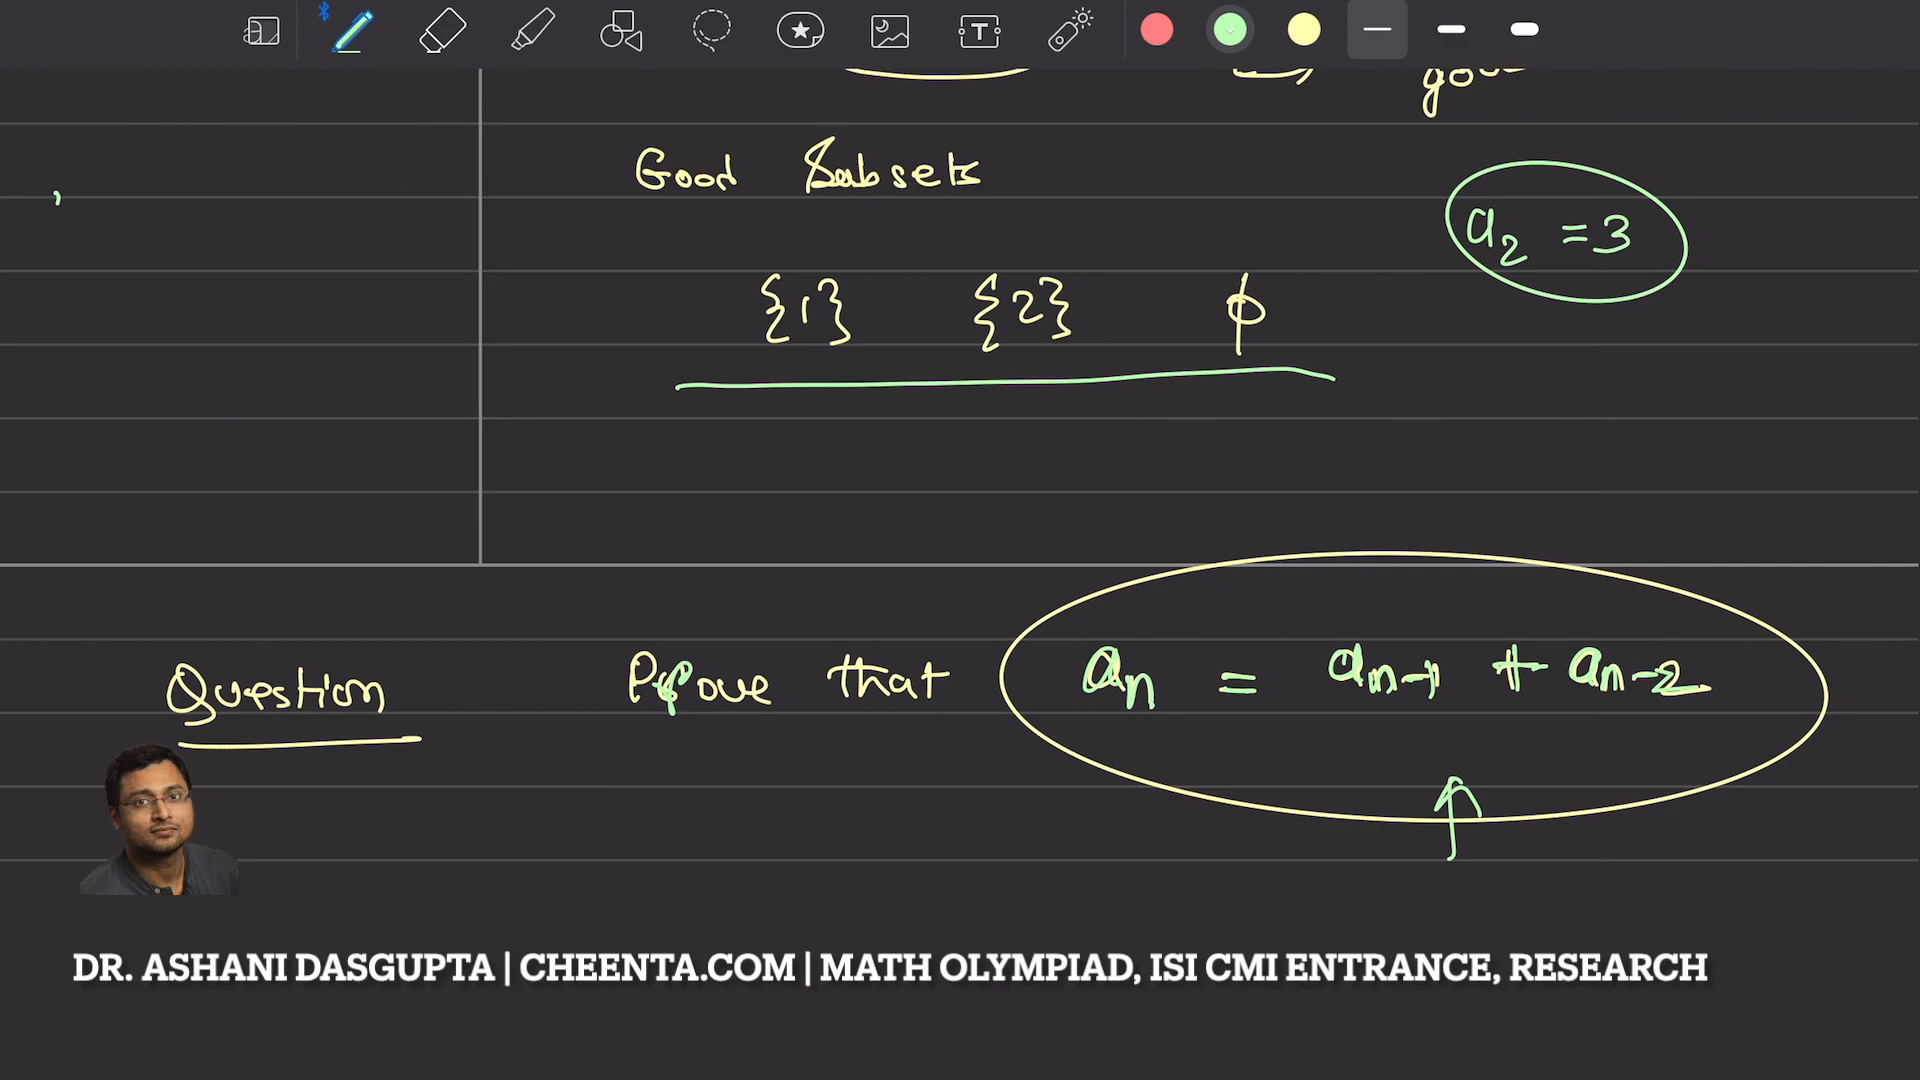 Good Subsets
a₂ = 3
{1} {2} φ
Question Prove that aₙ = aₙ₋₁ + aₙ₋₂
DR. ASHANI DASGUPTA | CHEENTA.COM | MATH OLYMPIAD, ISI CMI ENTRANCE, RESEARCH